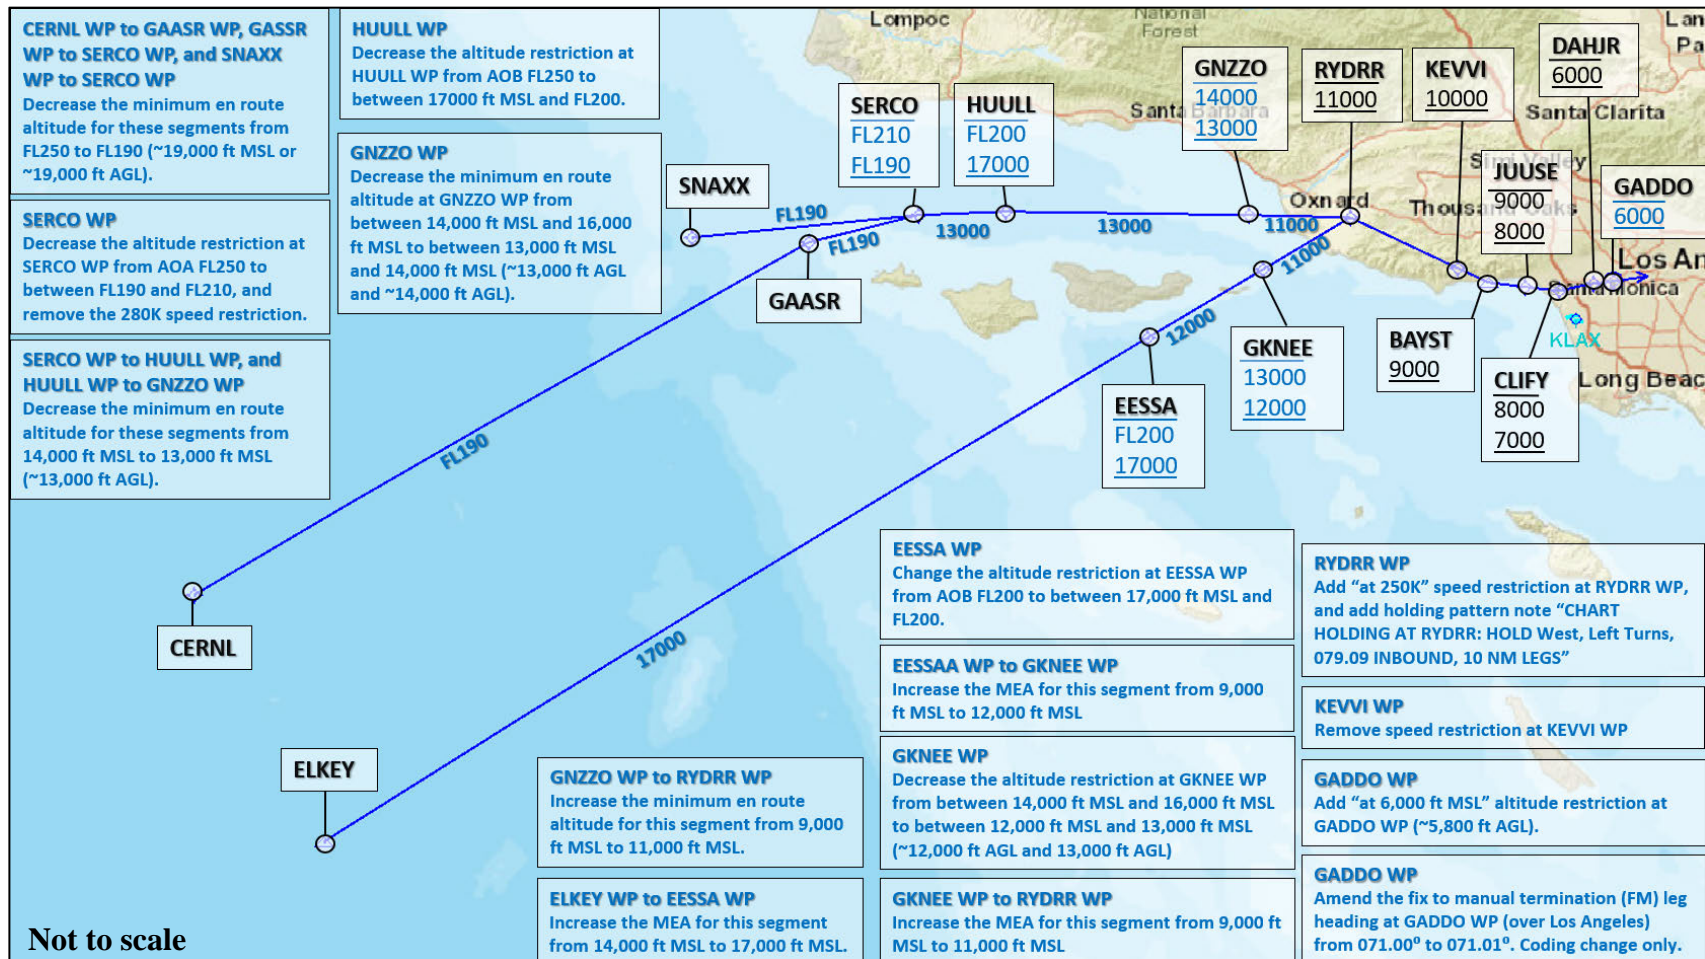 CERNL WP to GAASR WP, GASSR
WP to SERCO WP, and SNAXX
WP to SERCO WP
Decrease the minimum en route
altitude for these segments from
FL250 to FL190 (~19,000 ft MSL or
~19,000 ft AGL).
SERCO WP
Decrease the altitude restriction at
SERCO WP from AOA FL250 to
between FL190 and FL210, and
remove the 280K speed restriction.
SERCO WP to HUULL WP, and
HUULL WP to GNZZO WP
Decrease the minimum en route
altitude for these segments from
14,000 ft MSL to 13,000 ft MSL
(~13,000 ft AGL).
HUULL WP
Decrease the altitude restriction at
HUULL WP from AOB FL250 to
between 17000 ft MSL and FL200.
GNZZO WP
Decrease the minimum en route
altitude at GNZZO WP from
between 14,000 ft MSL and 16,000
ft MSL to between 13,000 ft MSL
and 14,000 ft MSL (~13,000 ft AGL
and ~14,000 ft AGL).
Lompoc
National
Forest
Santa Barbara
Oxnard
Simi Valley
Thousand Oaks
Santa Clarita
Lan
Pa
Los An
Santa Monica
Long Beac
KLAX
SNAXX
SERCO
FL210
FL190
HUULL
FL200
17000
GNZZO
14000
13000
RYDRR
11000
KEVVI
10000
DAHJR
6000
JUUSE
9000
8000
GADDO
6000
GAASR
EESSA
FL200
17000
GKNEE
13000
12000
BAYST
9000
CLIFY
8000
7000
CERNL
ELKEY
FL190
FL190
13000
13000
11000
11000
12000
FL190
17000
GNZZO WP to RYDRR WP
Increase the minimum en route
altitude for this segment from 9,000
ft MSL to 11,000 ft MSL.
ELKEY WP to EESSA WP
Increase the MEA for this segment
from 14,000 ft MSL to 17,000 ft MSL.
EESSA WP
Change the altitude restriction at EESSA WP
from AOB FL200 to between 17,000 ft MSL and
FL200.
EESSAA WP to GKNEE WP
Increase the MEA for this segment from 9,000
ft MSL to 12,000 ft MSL
GKNEE WP
Decrease the altitude restriction at GKNEE WP
from between 14,000 ft MSL and 16,000 ft MSL
to between 12,000 ft MSL and 13,000 ft MSL
(~12,000 ft AGL and 13,000 ft AGL)
GKNEE WP to RYDRR WP
Increase the MEA for this segment from 9,000 ft
MSL to 11,000 ft MSL
RYDRR WP
Add “at 250K” speed restriction at RYDRR WP,
and add holding pattern note “CHART
HOLDING AT RYDRR: HOLD West, Left Turns,
079.09 INBOUND, 10 NM LEGS”
KEVVI WP
Remove speed restriction at KEVVI WP
GADDO WP
Add “at 6,000 ft MSL” altitude restriction at
GADDO WP (~5,800 ft AGL).
GADDO WP
Amend the fix to manual termination (FM) leg
heading at GADDO WP (over Los Angeles)
from 071.00⁰ to 071.01⁰. Coding change only.
Not to scale